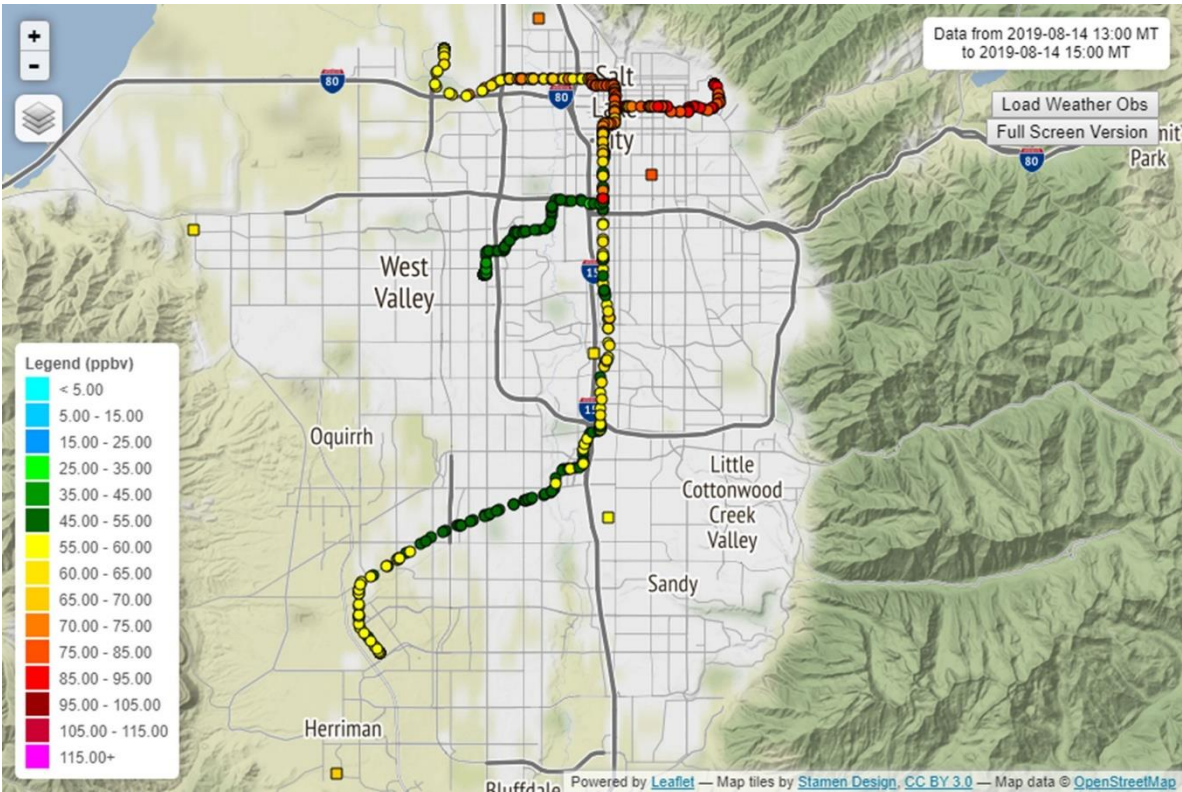 +
-
Data from 2019-08-14 13:00 MT
to 2019-08-14 15:00 MT
Load Weather Obs
Full Screen Version
80
80
80
Salt
Lake
City
Park
West
Valley
15
15
Legend (ppbv)
< 5.00
5.00 - 15.00
15.00 - 25.00
25.00 - 35.00
35.00 - 45.00
45.00 - 55.00
55.00 - 60.00
60.00 - 65.00
65.00 - 70.00
70.00 - 75.00
75.00 - 85.00
85.00 - 95.00
95.00 - 105.00
105.00 - 115.00
115.00+
Oquirrh
Little
Cottonwood
Creek
Valley
Sandy
Herriman
Bluffdale
Powered by Leaflet — Map tiles by Stamen Design, CC BY 3.0 — Map data © OpenStreetMap